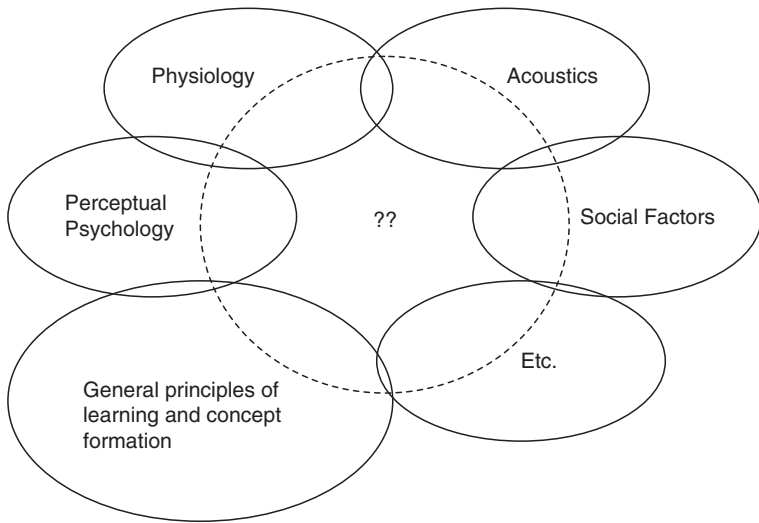 Physiology
Acoustics
Perceptual
Psychology
??
Social Factors
Etc.
General principles of
learning and concept
formation